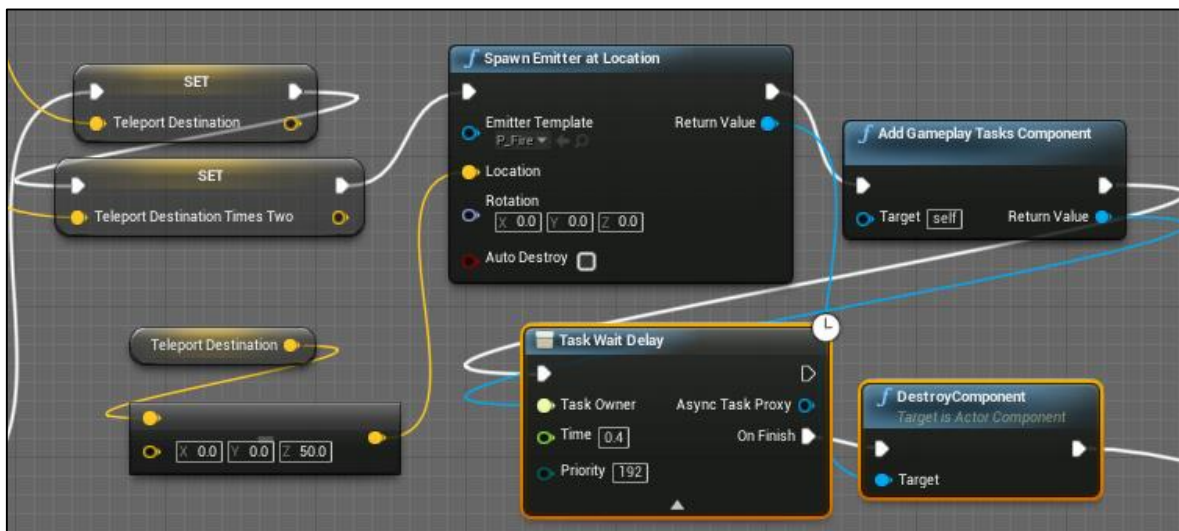 SET
Teleport Destination
SET
Teleport Destination Times Two
Teleport Destination
X 0.0 Y 0.0 Z 50.0
f Spawn Emitter at Location
Emitter Template
P_Fire
Return Value
Location
Rotation
X 0.0 Y 0.0 Z 0.0
Auto Destroy
f Add Gameplay Tasks Component
Target self
Return Value
Task Wait Delay
Task Owner
Async Task Proxy
Time 0.4
On Finish
Priority 192
f DestroyComponent
Target is Actor Component
Target